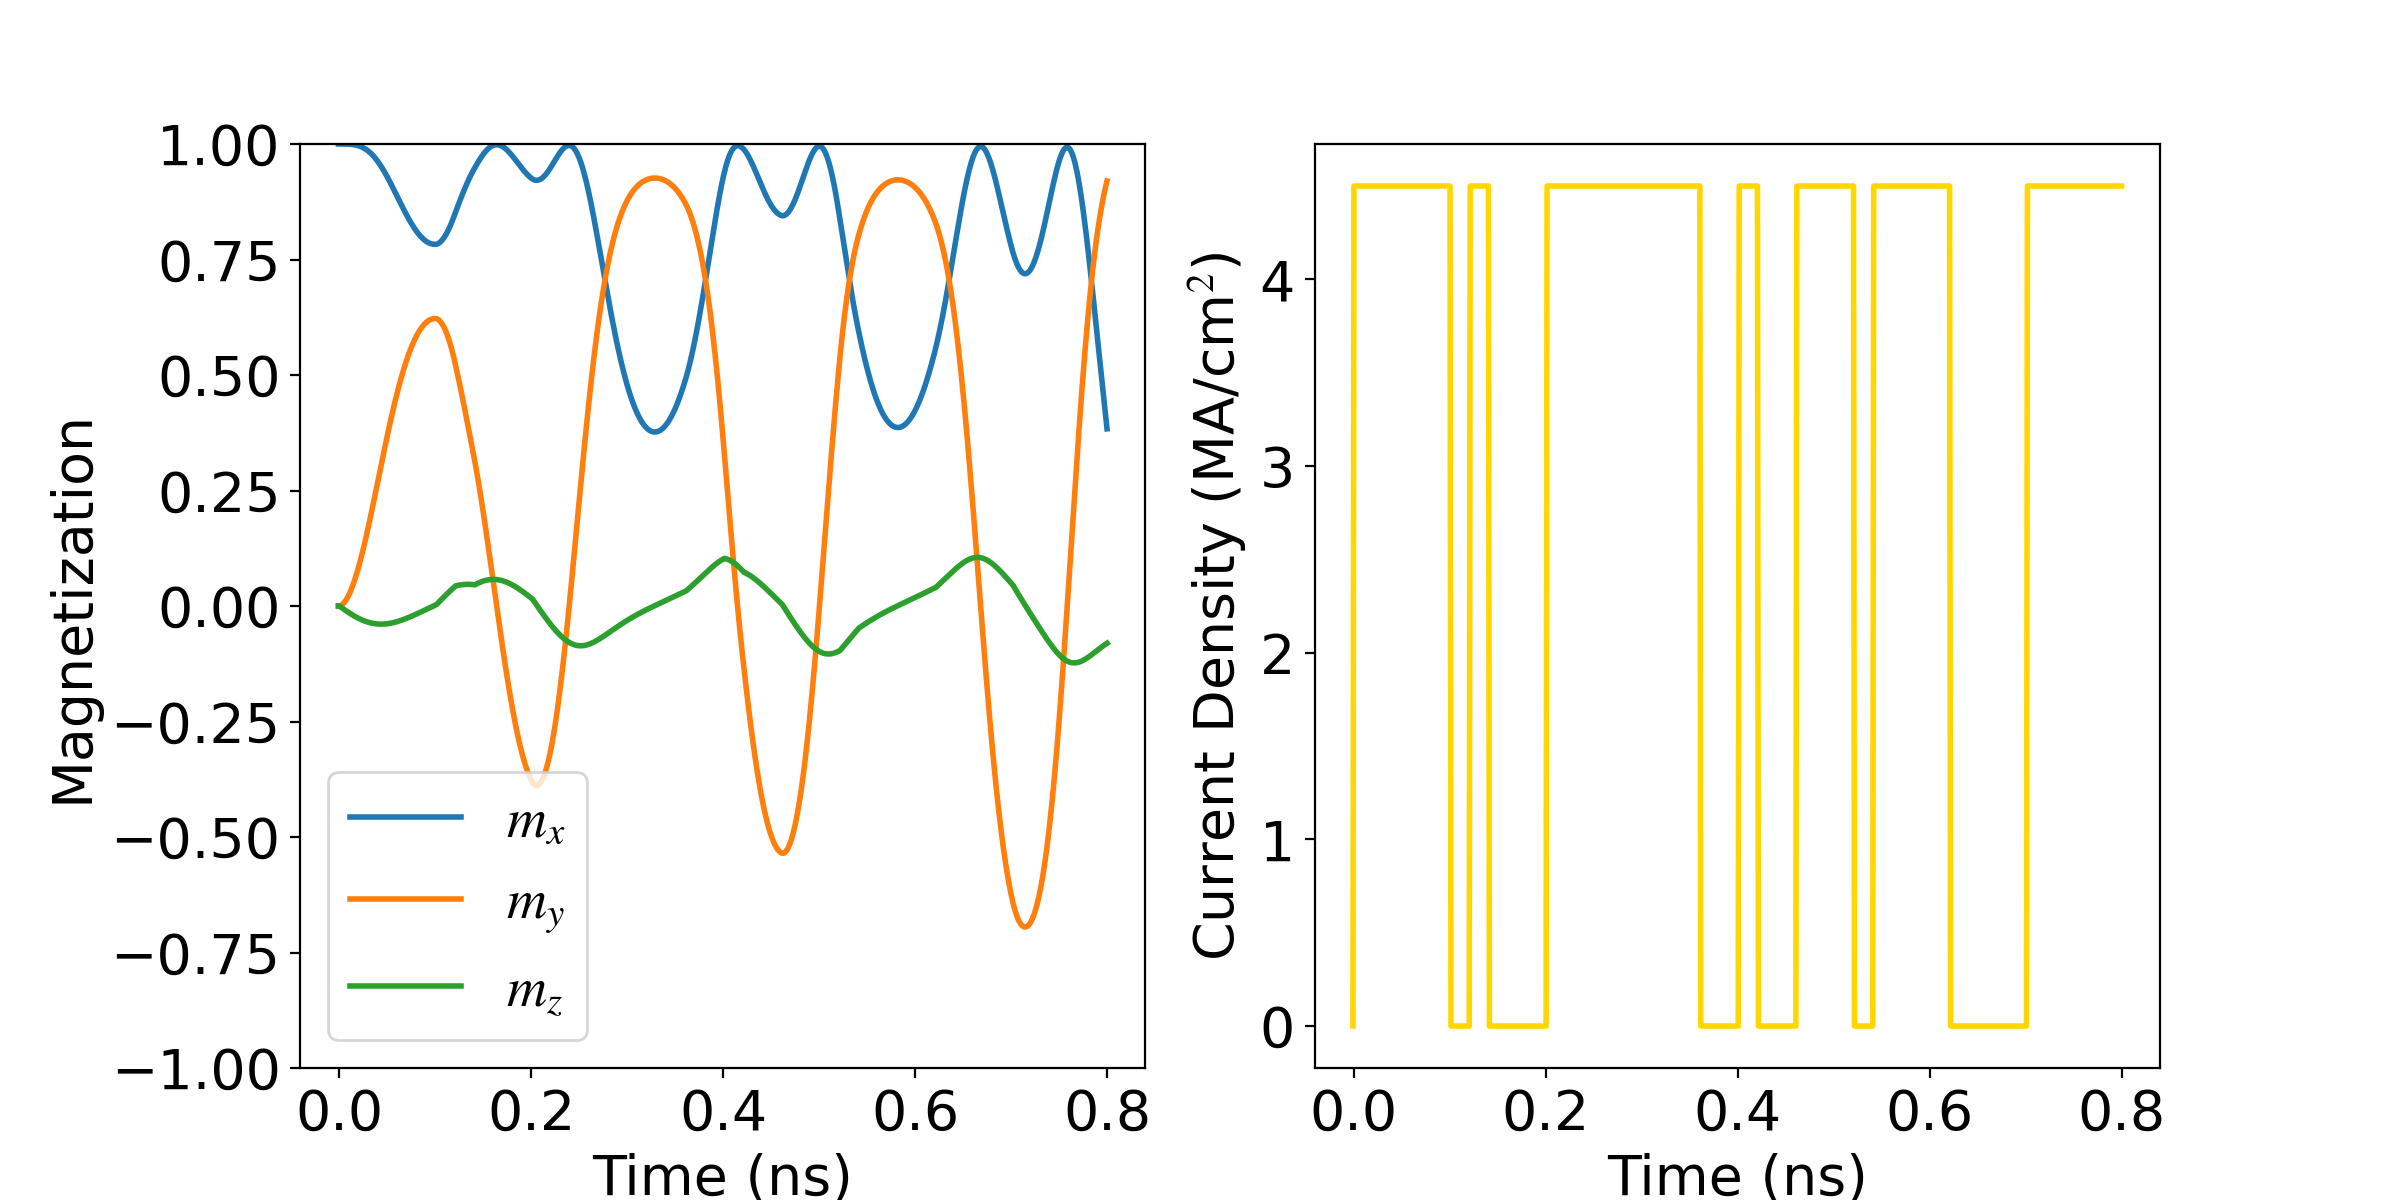 Magnetization
1.00
0.75
0.50
0.25
0.00
−0.25
−0.50
−0.75
−1.00
m_x
m_y
m_z
0.0 0.2 0.4 0.6 0.8
Time (ns)
Current Density (MA/cm²)
4
3
2
1
0
0.0 0.2 0.4 0.6 0.8
Time (ns)